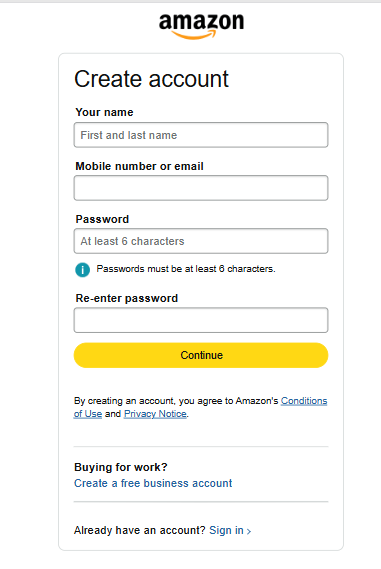 amazon
Create account
Your name
First and last name
Mobile number or email
Password
At least 6 characters
i Passwords must be at least 6 characters.
Re-enter password
Continue
By creating an account, you agree to Amazon's Conditions
of Use and Privacy Notice.
Buying for work?
Create a free business account
Already have an account? Sign in ›